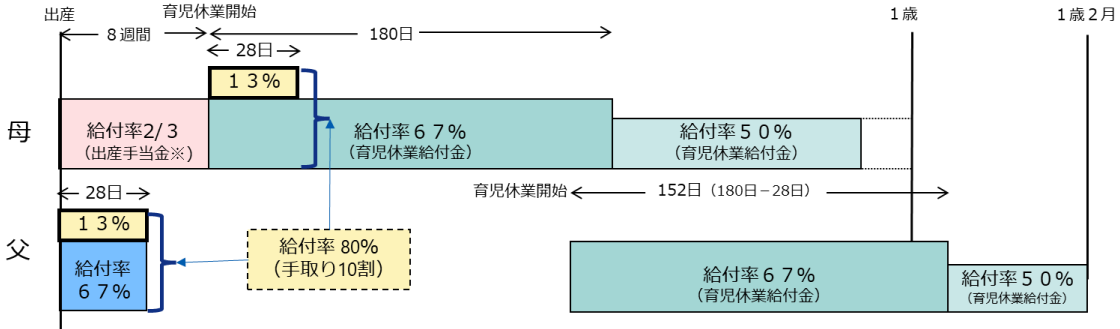 出産
育児休業開始
1歳
1歳2月
8週間
180日
28日
13%
母
給付率2/3
(出産手当金※)
給付率67%
(育児休業給付金)
給付率50%
(育児休業給付金)
28日
育児休業開始
152日(180日-28日)
13%
父
給付率
67%
給付率 80%
(手取り10割)
給付率67%
(育児休業給付金)
給付率50%
(育児休業給付金)